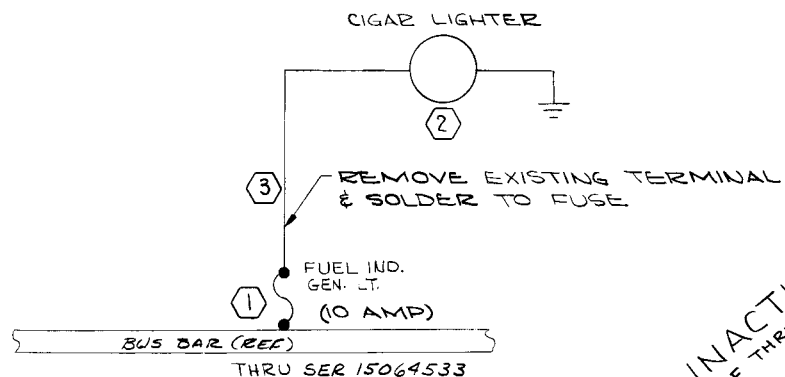 CIGAR LIGHTER
2
3
REMOVE EXISTING TERMINAL
& SOLDER TO FUSE
FUEL IND.
GEN. LT.
1
(10 AMP)
BUS BAR (REF)
THRU SER 15064533